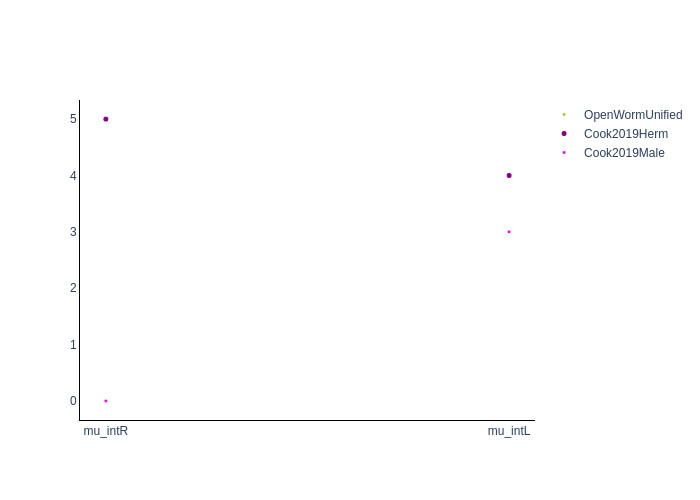 5
4
3
2
1
0
mu_intR
mu_intL
OpenWormUnified
Cook2019Herm
Cook2019Male